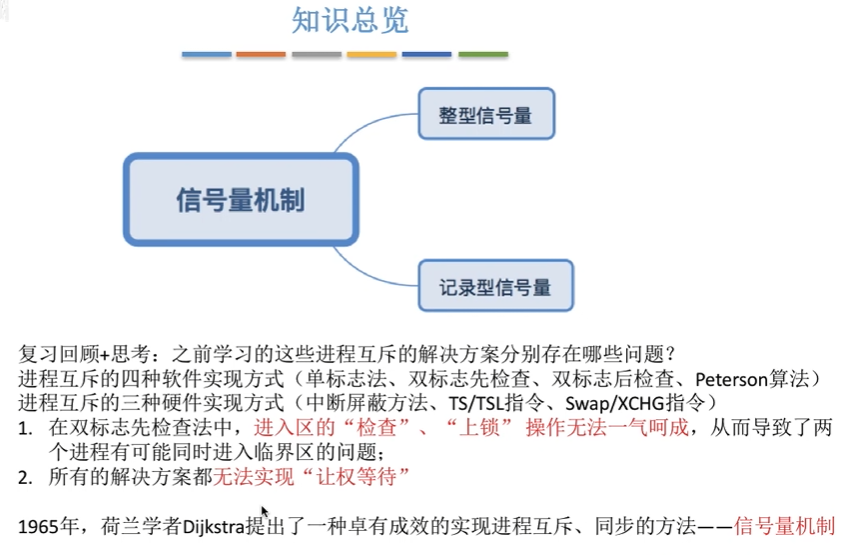 知识总览
整型信号量
信号量机制
记录型信号量
复习回顾+思考：之前学习的这些进程互斥的解决方案分别存在哪些问题？
进程互斥的四种软件实现方式（单标志法、双标志先检查、双标志后检查、Peterson算法）
进程互斥的三种硬件实现方式（中断屏蔽方法、TS/TSL指令、Swap/XCHG指令）
1. 在双标志先检查法中，进入区的“检查”、“上锁” 操作无法一气呵成，从而导致了两
个进程有可能同时进入临界区的问题；
2. 所有的解决方案都无法实现“让权等待”
1965年，荷兰学者Dijkstra提出了一种卓有成效的实现进程互斥、同步的方法——信号量机制